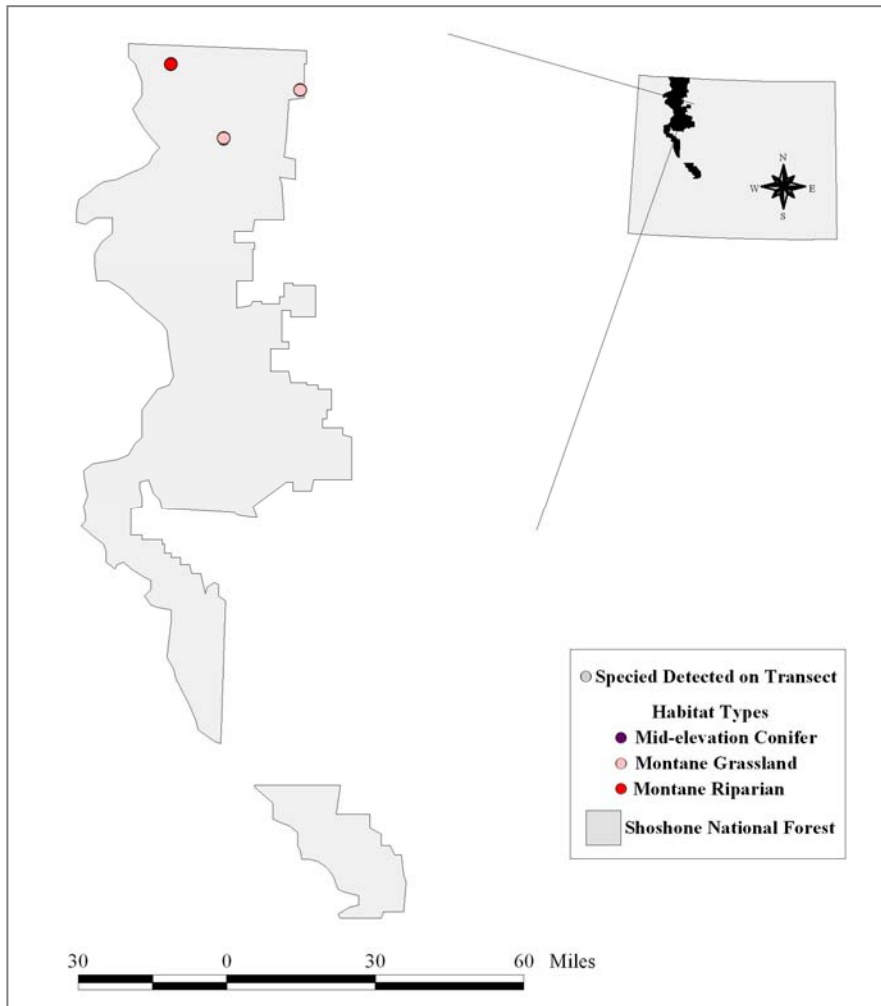 N
W E
S
Specied Detected on Transect
Habitat Types
Mid-elevation Conifer
Montane Grassland
Montane Riparian
Shoshone National Forest
30 0 30 60 Miles